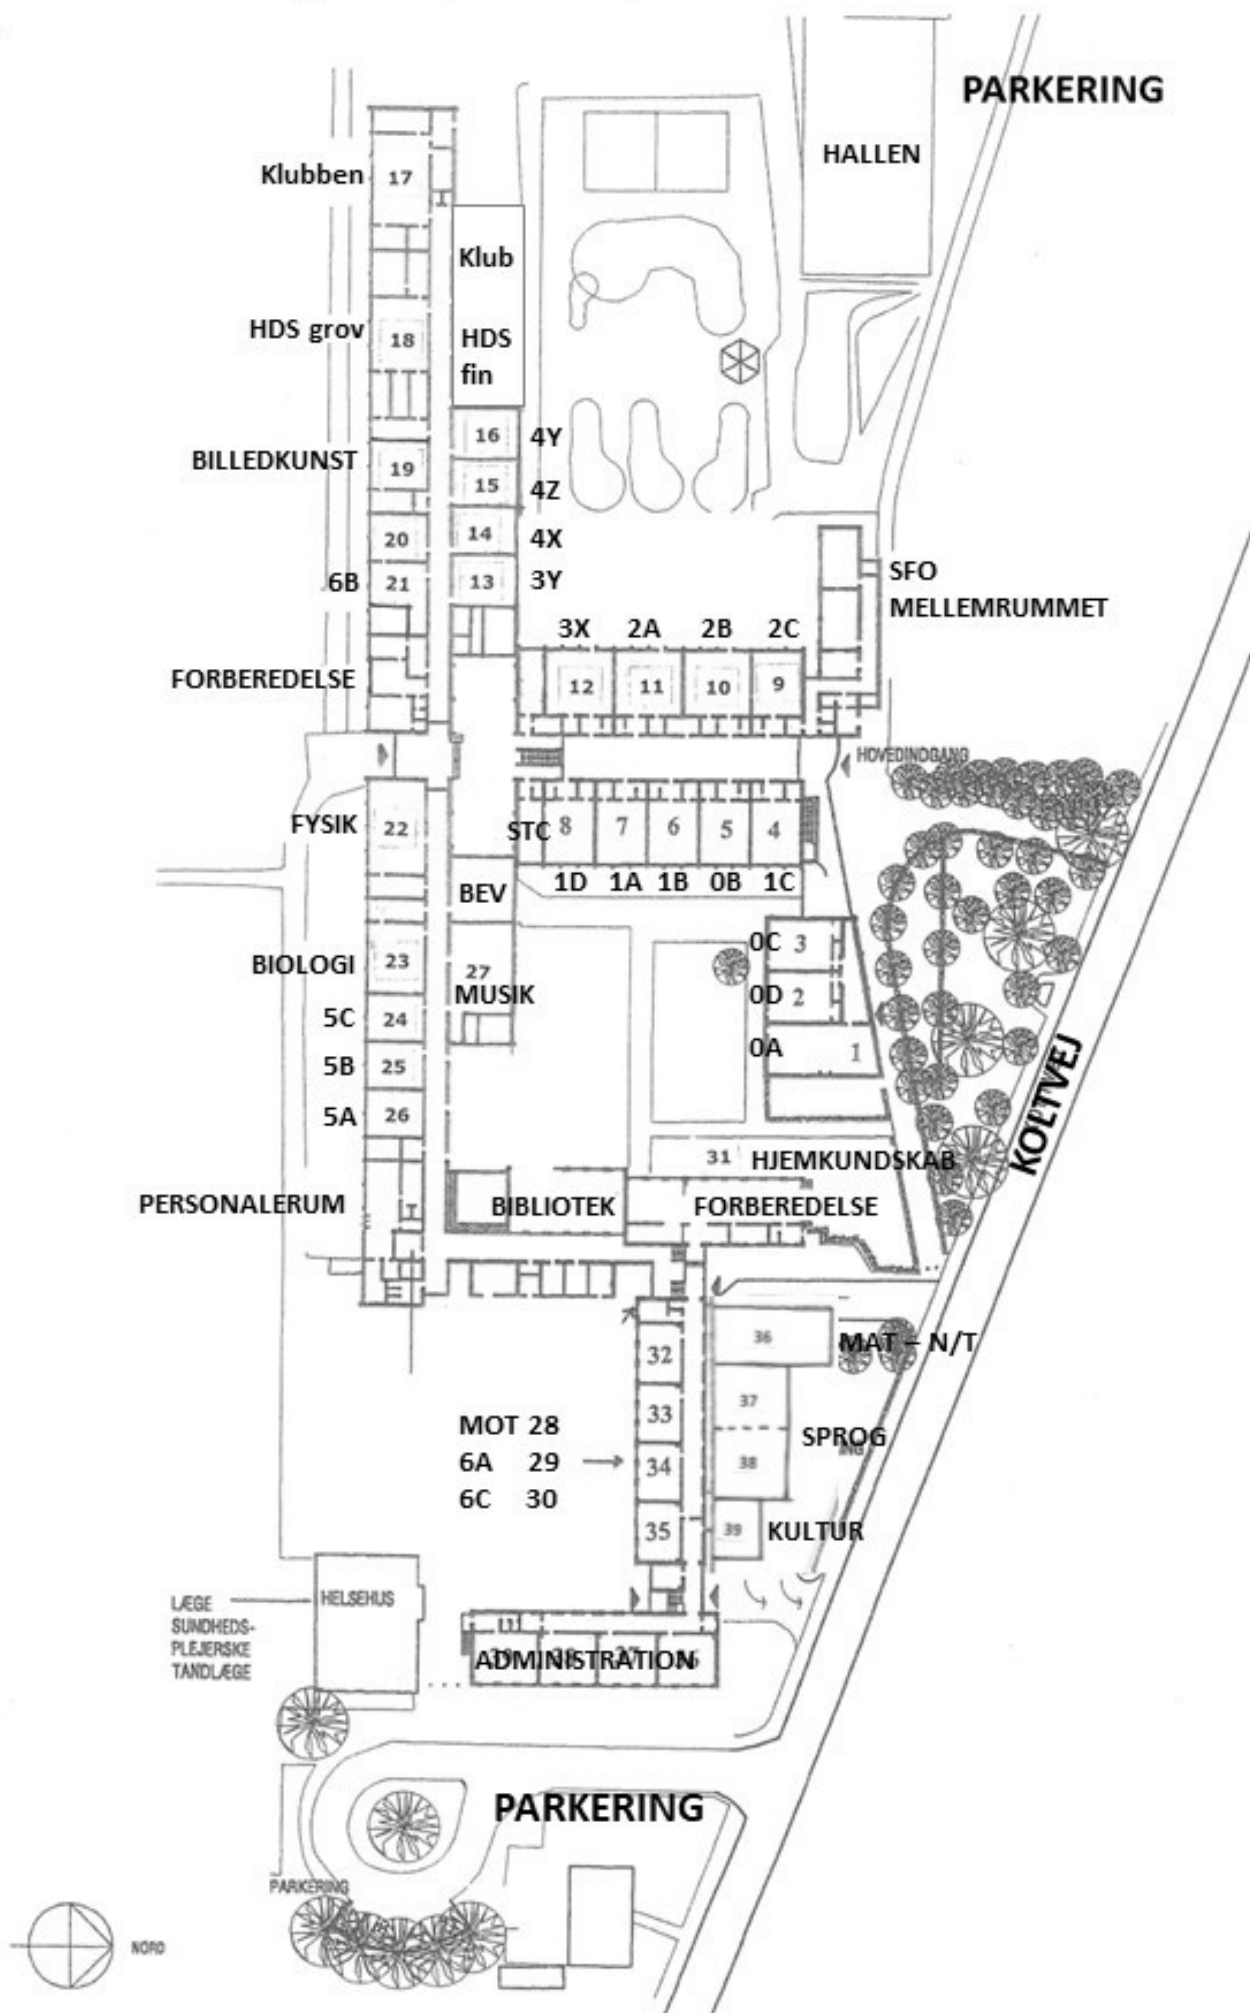 PARKERING
HALLEN
Klubben 17
Klub
HDS grov 18
HDS
fin
16 4Y
BILLEDKUNST 19
15 4Z
20 14 4X
6B 21 13 3Y
SFO
MELLEMRUMMET
3X 2A 2B 2C
FORBEREDELSE
12 11 10 9
HOVEDINDGANG
FYSIK 22
STC 8 7 6 5 4
1D 1A 1B 0B 1C
BEV
0C 3
BIOLOGI 23
27
MUSIK
0D 2
5C 24
0A 1
5B 25
5A 26
KOLTVEJ
31 HJEMKUNDSKAB
PERSONALERUM
BIBLIOTEK
FORBEREDELSE
36 MAT – N/T
32
37
33
MOT 28
SPROG
6A 29
34
38
6C 30
35
39 KULTUR
HELSEHUS
LÆGE
SUNDHEDS-
PLEJERSKE
TANDLÆGE
ADMINISTRATION
PARKERING
PARKERING
NORD